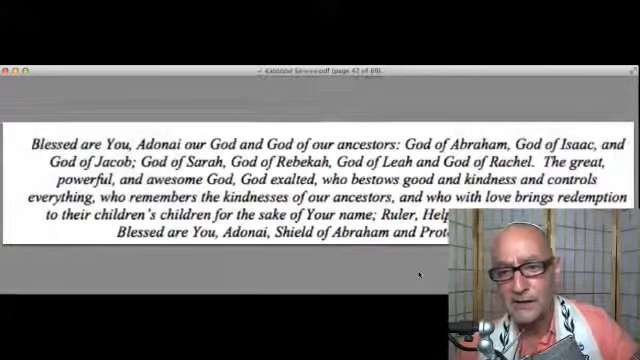 Blessed are You, Adonai our God and God of our ancestors: God of Abraham, God of Isaac, and
God of Jacob; God of Sarah, God of Rebekah, God of Leah and God of Rachel. The great,
powerful, and awesome God, God exalted, who bestows good and kindness and controls
everything, who remembers the kindnesses of our ancestors, and who with love brings redemption
to their children's children for the sake of Your name; Ruler,
Blessed are You, Adonai, Shield of Abraham and